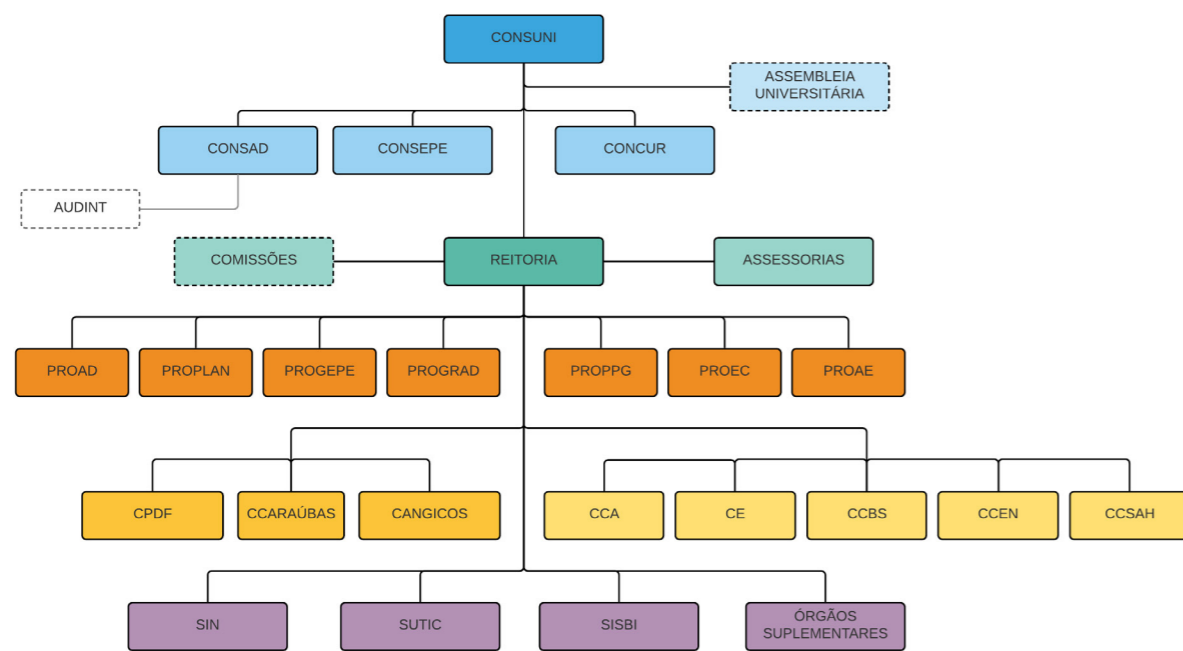 CONSUNI
ASSEMBLEIA
UNIVERSITÁRIA
CONSAD
CONSEPE
CONCUR
AUDINT
COMISSÕES
REITORIA
ASSESSORIAS
PROAD
PROPLAN
PROGEPE
PROGRAD
PROPPG
PROEC
PROAE
CPDF
CCARAÚBAS
CANGICOS
CCA
CE
CCBS
CCEN
CCSAH
SIN
SUTIC
SISBI
ÓRGÃOS
SUPLEMENTARES